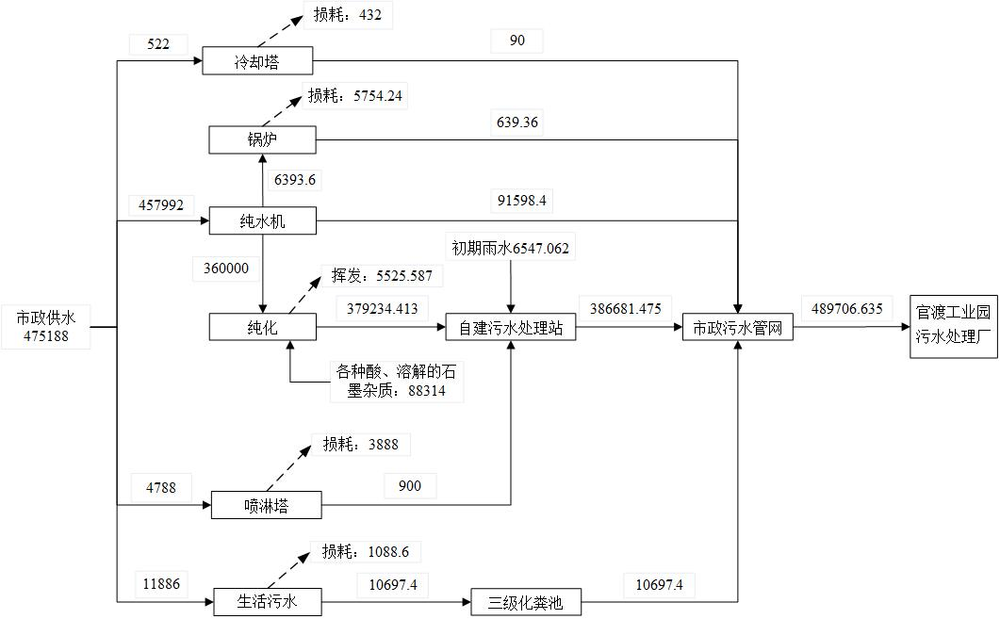 损耗：432
522
90
冷却塔
损耗：5754.24
639.36
锅炉
6393.6
457992
91598.4
纯水机
初期雨水6547.062
360000
挥发：5525.587
379234.413
386681.475
489706.635
市政供水
475188
纯化
自建污水处理站
市政污水管网
官渡工业园
污水处理厂
各种酸、溶解的石
墨杂质：88314
损耗：3888
4788
900
喷淋塔
损耗：1088.6
11886
10697.4
10697.4
生活污水
三级化粪池